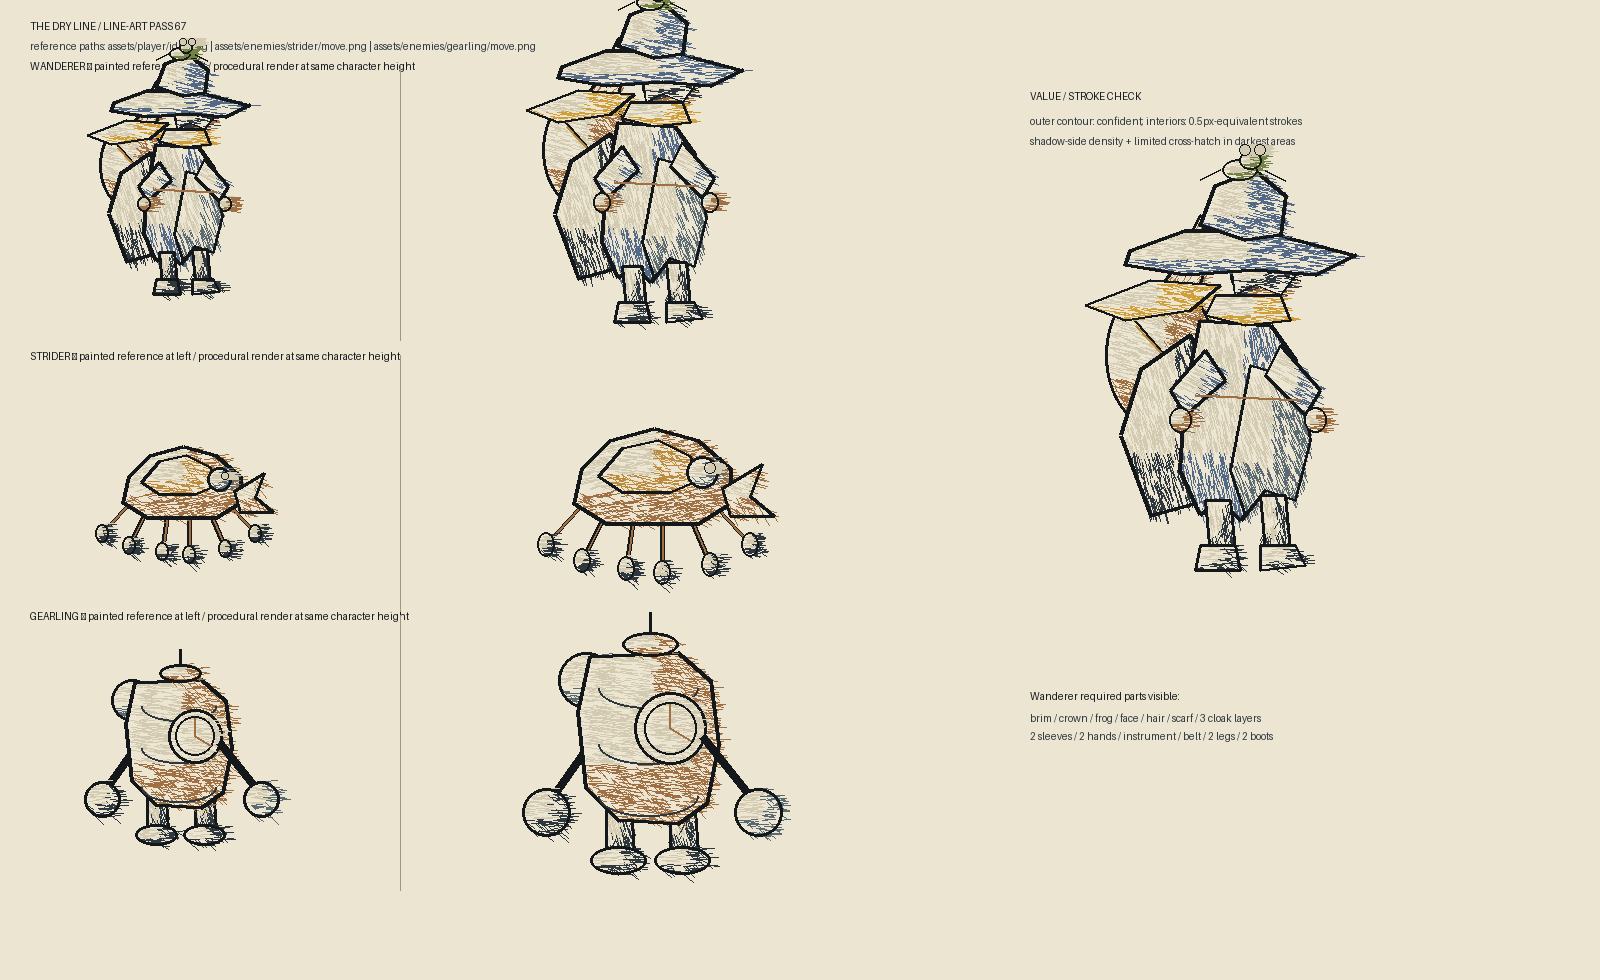 THE DRY LINE / LINE-ART PASS 67
reference paths: assets/player/id g | assets/enemies/strider/move.png | assets/enemies/gearling/move.png
WANDERER ▯ painted refere / procedural render at same character height
VALUE / STROKE CHECK
outer contour: confident; interiors: 0.5px-equivalent strokes
shadow-side density + limited cross-hatch in darkest areas
STRIDER ▯ painted reference at left / procedural render at same character height
GEARLING ▯ painted reference at left / procedural render at same character height
Wanderer required parts visible:
brim / crown / frog / face / hair / scarf / 3 cloak layers
2 sleeves / 2 hands / instrument / belt / 2 legs / 2 boots